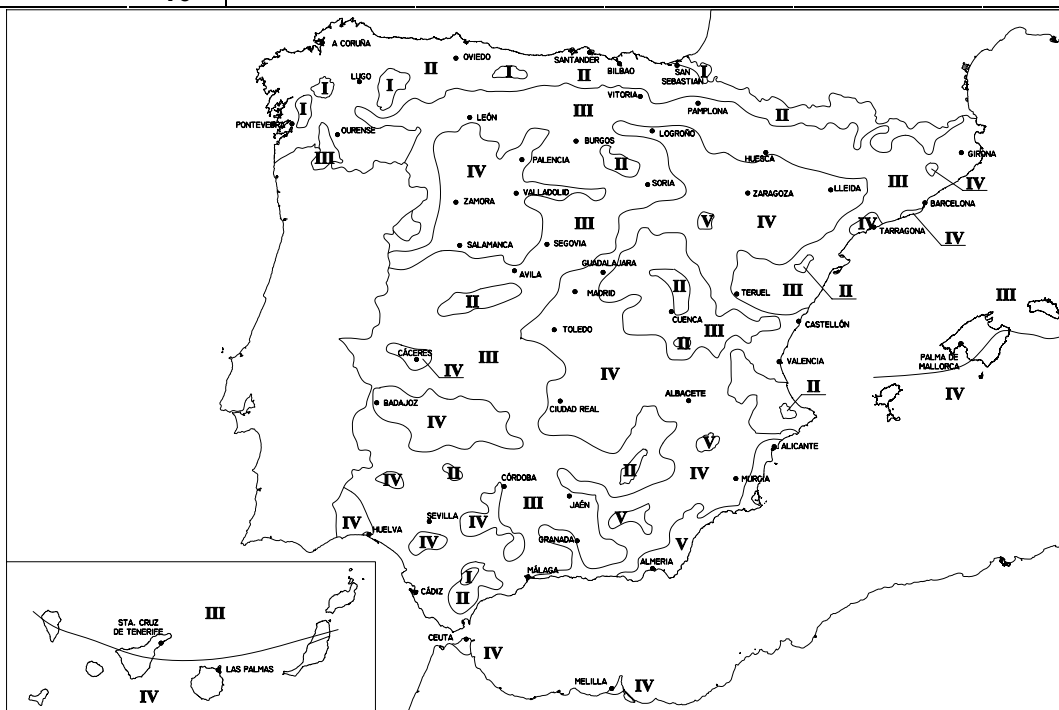 A CORUÑA
OVIEDO
SANTANDER
BILBAO
SAN
SEBASTIAN
I
II
I
II
LUGO
I
I
VITORIA
PAMPLONA
I
III
II
PONTEVEDRA
OURENSE
LEÓN
LOGROÑO
BURGOS
HUESCA
GIRONA
III
PALENCIA
II
IV
SORIA
III
IV
ZAMORA
VALLADOLID
ZARAGOZA
LLEIDA
BARCELONA
III
V
IV
IV
TARRAGONA
IV
SALAMANCA
SEGOVIA
GUADALAJARA
AVILA
II
MADRID
II
TERUEL
III
II
III
CUENCA
CASTELLÓN
TOLEDO
III
II
CÁCERES
III
IV
VALENCIA
PALMA DE
MALLORCA
IV
IV
BADAJOZ
CIUDAD REAL
ALBACETE
II
IV
V
ALICANTE
IV
II
CÓRDOBA
II
IV
MURCIA
SEVILLA
III
JAÉN
IV
HUELVA
IV
V
IV
GRANADA
V
MÁLAGA
ALMERIA
I
CÁDIZ
II
CEUTA
IV
MELILLA
IV
III
STA. CRUZ
DE TENERIFE
LAS PALMAS
IV